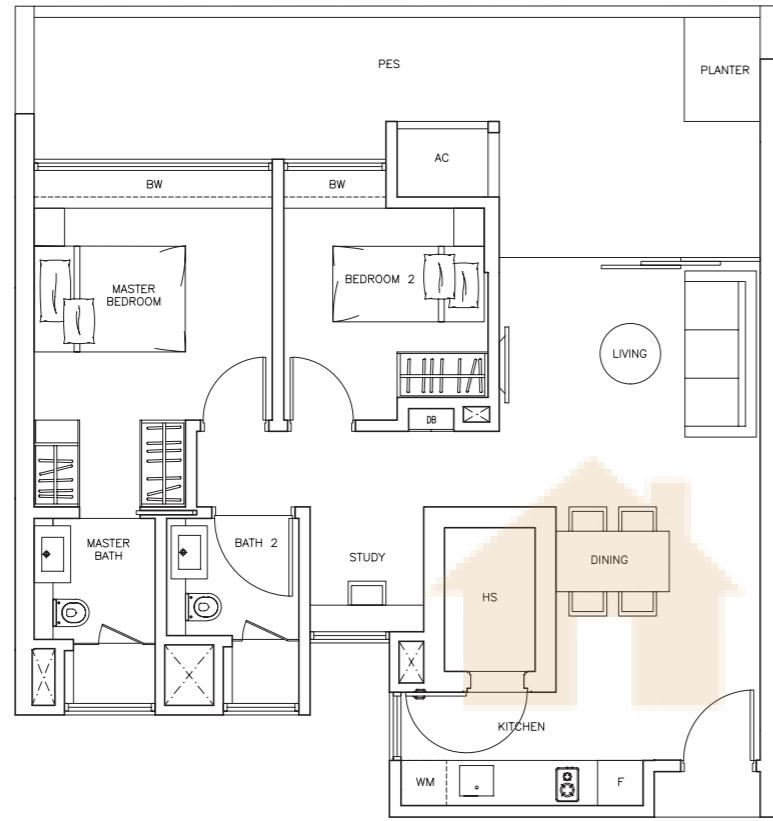 PES
PLANTER
AC
BW
BW
MASTER
BEDROOM
BEDROOM 2
LIVING
DB
MASTER
BATH
BATH 2
STUDY
DINING
HS
X
X
KITCHEN
WM
F